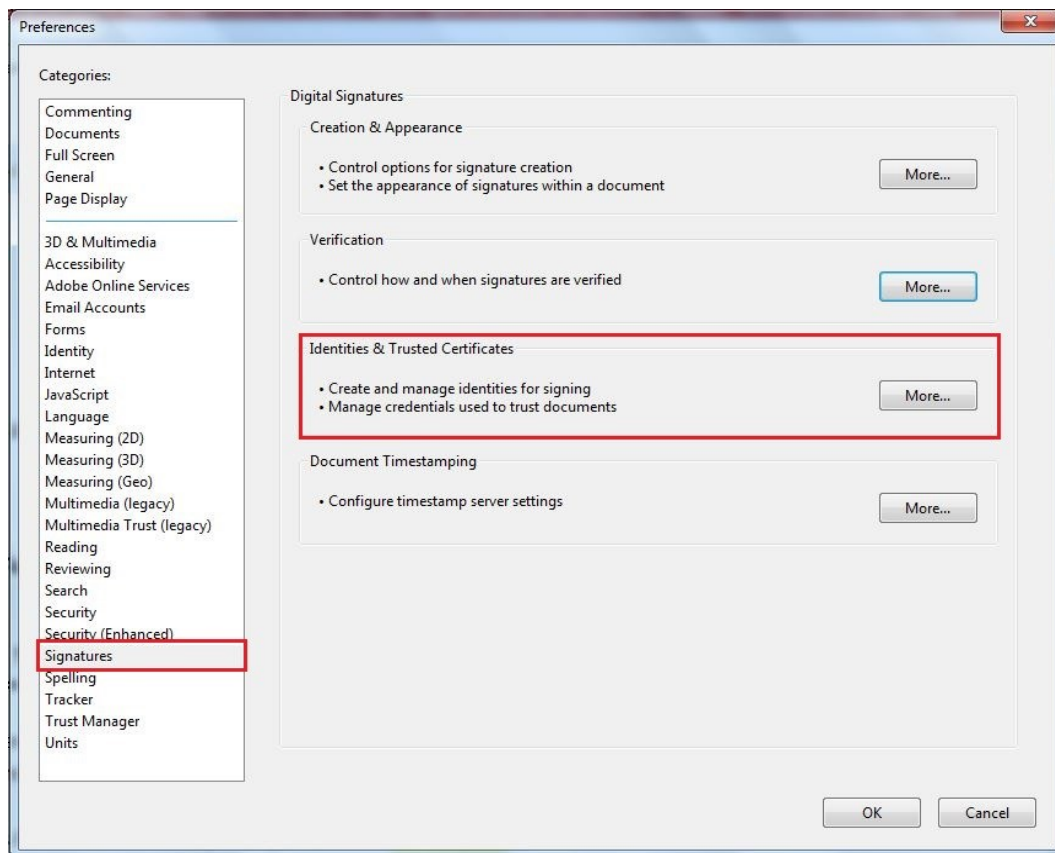 Preferences
Categories:
Commenting
Documents
Full Screen
General
Page Display
3D & Multimedia
Accessibility
Adobe Online Services
Email Accounts
Forms
Identity
Internet
JavaScript
Language
Measuring (2D)
Measuring (3D)
Measuring (Geo)
Multimedia (legacy)
Multimedia Trust (legacy)
Reading
Reviewing
Search
Security
Security (Enhanced)
Signatures
Spelling
Tracker
Trust Manager
Units
Digital Signatures
Creation & Appearance
• Control options for signature creation
• Set the appearance of signatures within a document
More...
Verification
• Control how and when signatures are verified
More...
Identities & Trusted Certificates
• Create and manage identities for signing
• Manage credentials used to trust documents
More...
Document Timestamping
• Configure timestamp server settings
More...
OK
Cancel